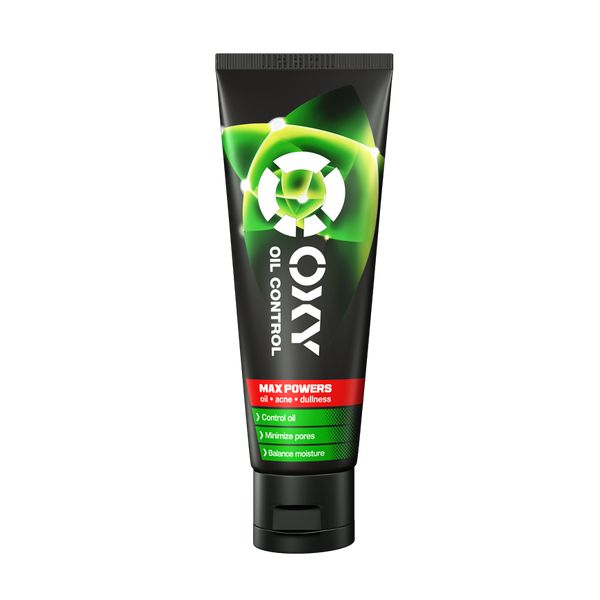 OXY
OIL CONTROL
MAX POWERS
oil • acne • dullness
Control oil
Minimize pores
Balance moisture